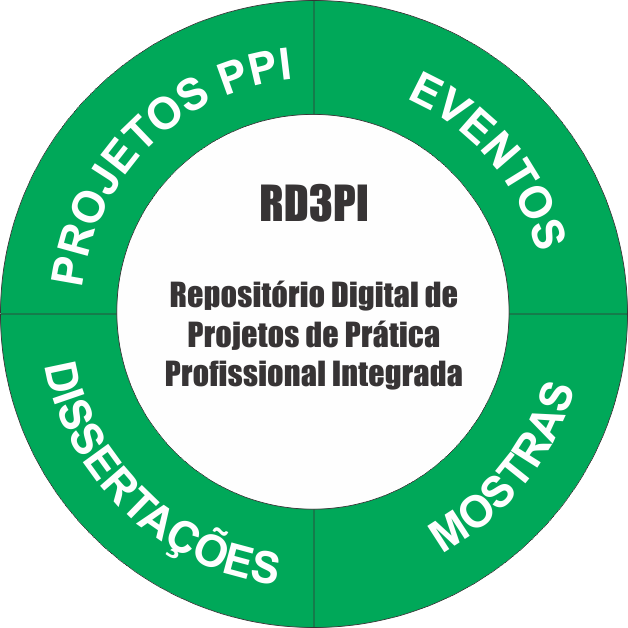 PROJETOS PPI
EVENTOS
RD3PI
Repositório Digital de
Projetos de Prática
Profissional Integrada
DISSERTAÇÕES
MOSTRAS